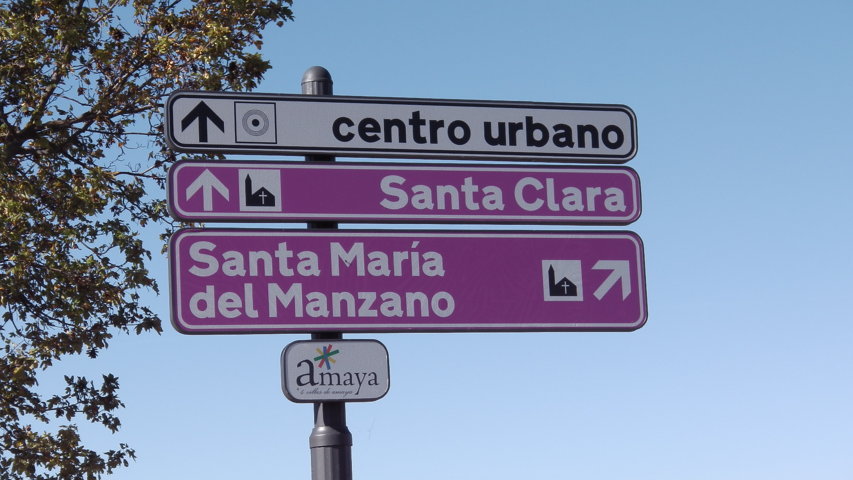 centro urbano
Santa Clara
Santa María
del Manzano
amaya